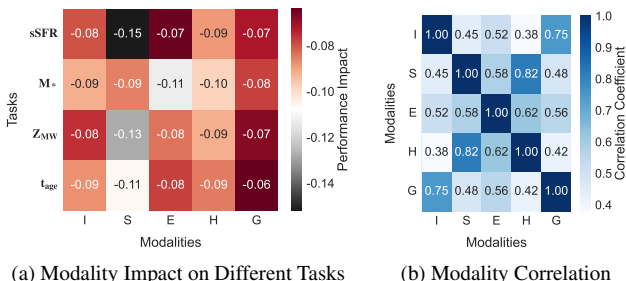 sSFR -0.08 -0.15 -0.07 -0.09 -0.07
M* -0.09 -0.09 -0.11 -0.10 -0.08
Z_MW -0.08 -0.13 -0.08 -0.09 -0.07
t_age -0.09 -0.11 -0.08 -0.09 -0.06
I S E H G
Tasks
Modalities
-0.08
-0.10
-0.12
-0.14
Performance Impact
(a) Modality Impact on Different Tasks
I 1.00 0.45 0.52 0.38 0.75
S 0.45 1.00 0.58 0.82 0.48
E 0.52 0.58 1.00 0.62 0.56
H 0.38 0.82 0.62 1.00 0.42
G 0.75 0.48 0.56 0.42 1.00
I S E H G
Modalities
Modalities
1.0
0.9
0.8
0.7
0.6
0.5
0.4
Correlation Coefficient
(b) Modality Correlation